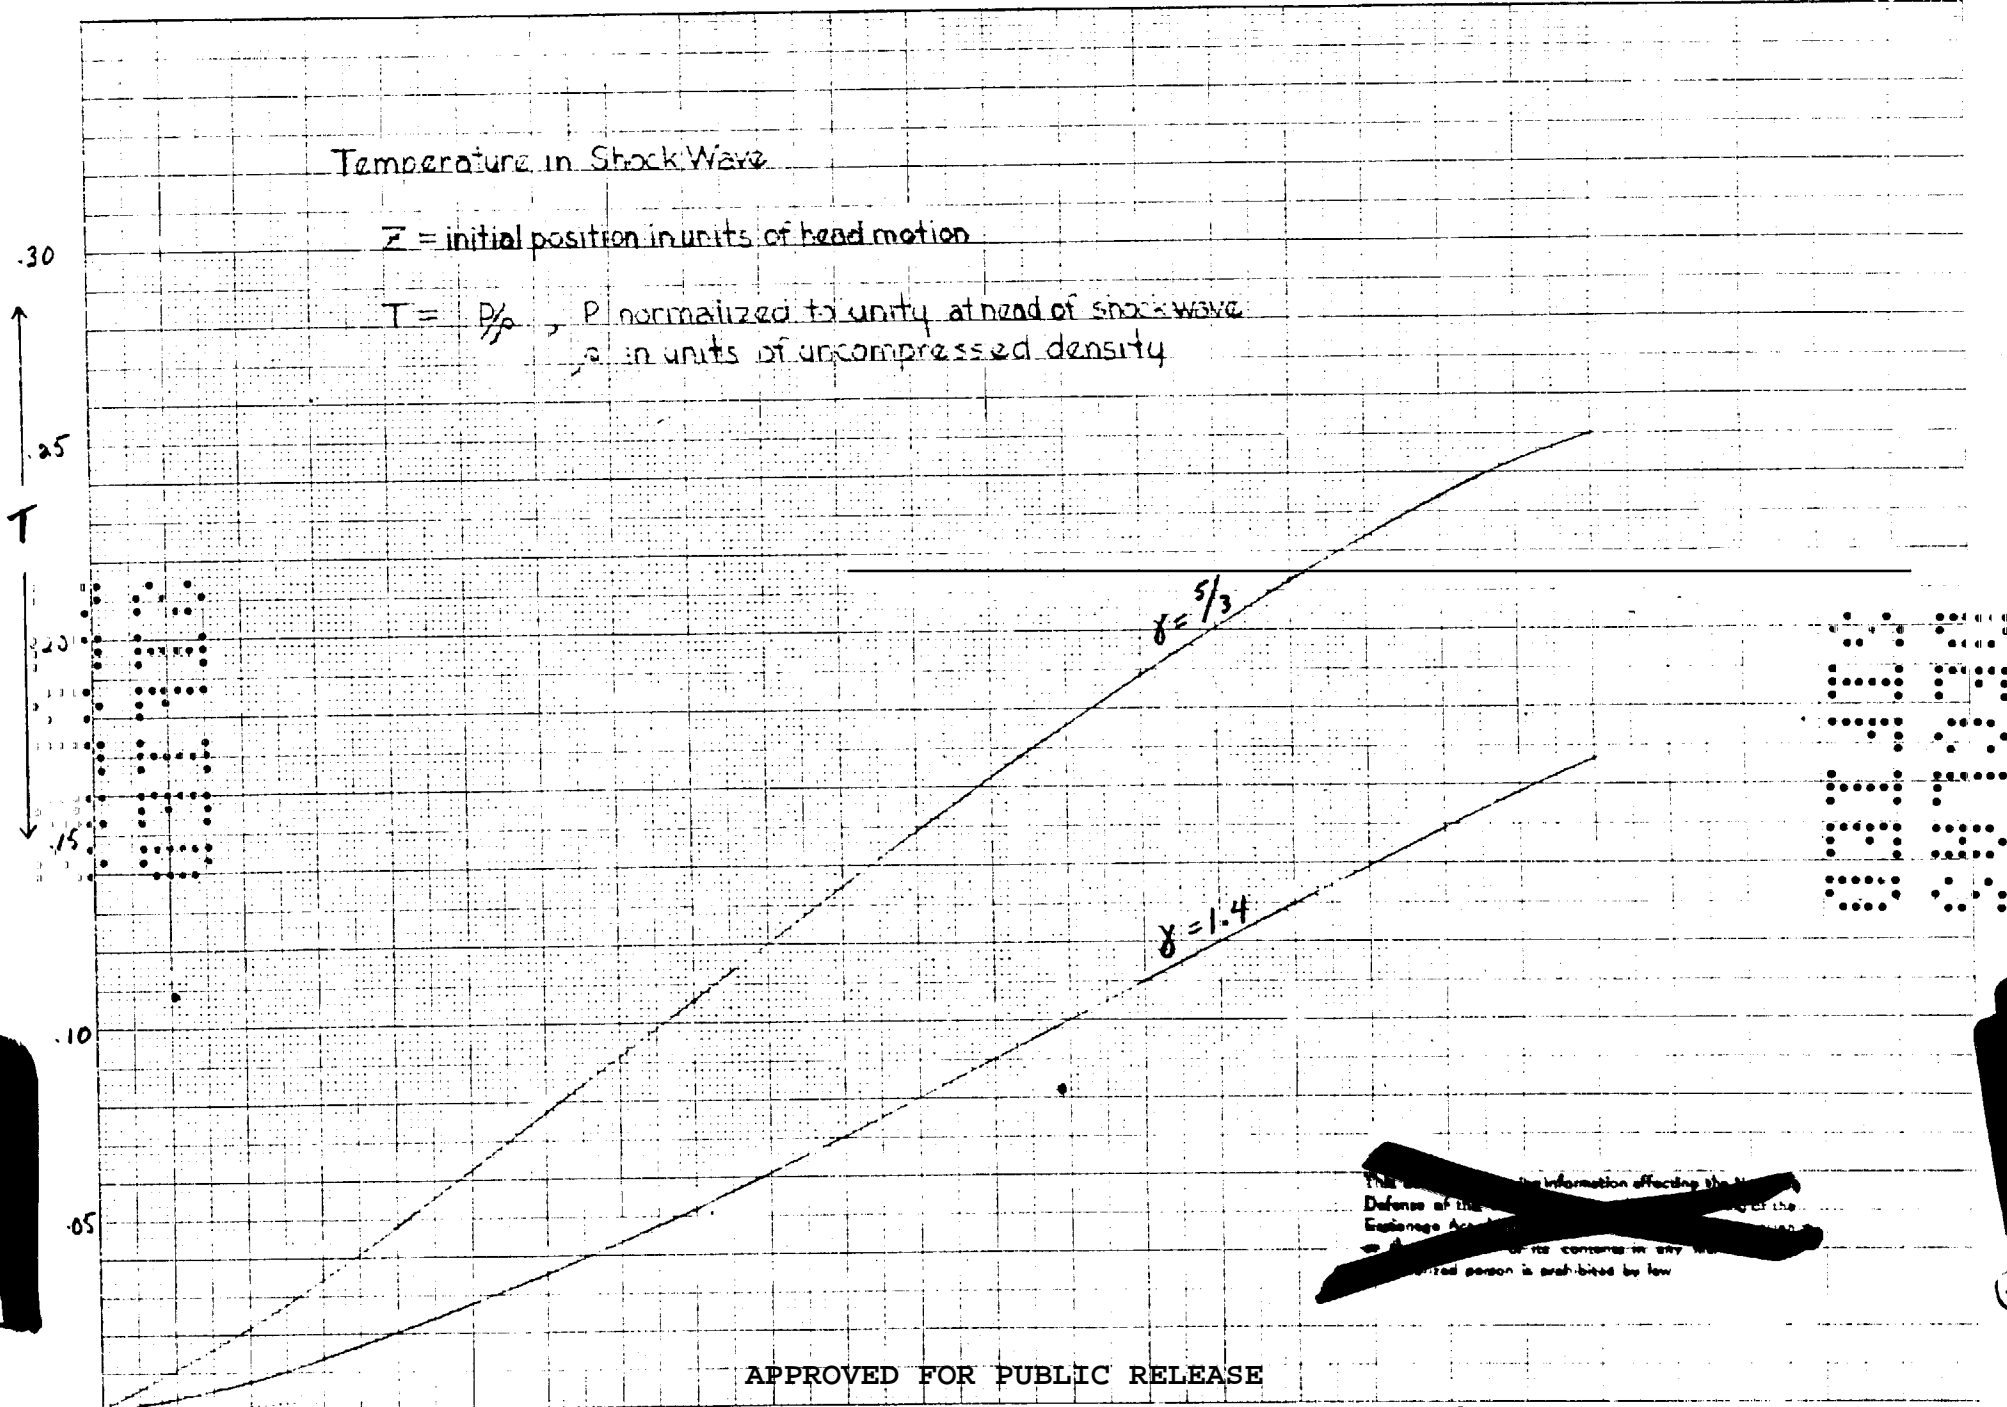 Temperature in Shock Wave
Z = initial position in units of head motion
T = P/ρ , P normalized to unity at head of shock wave
ρ in units of uncompressed density
.30
.25
T
.20
.15
.10
.05
γ = 5/3
γ = 1.4
information affecting the
Defense of of the
Espionage
of its contents in any
person is prohibited by law
APPROVED FOR PUBLIC RELEASE